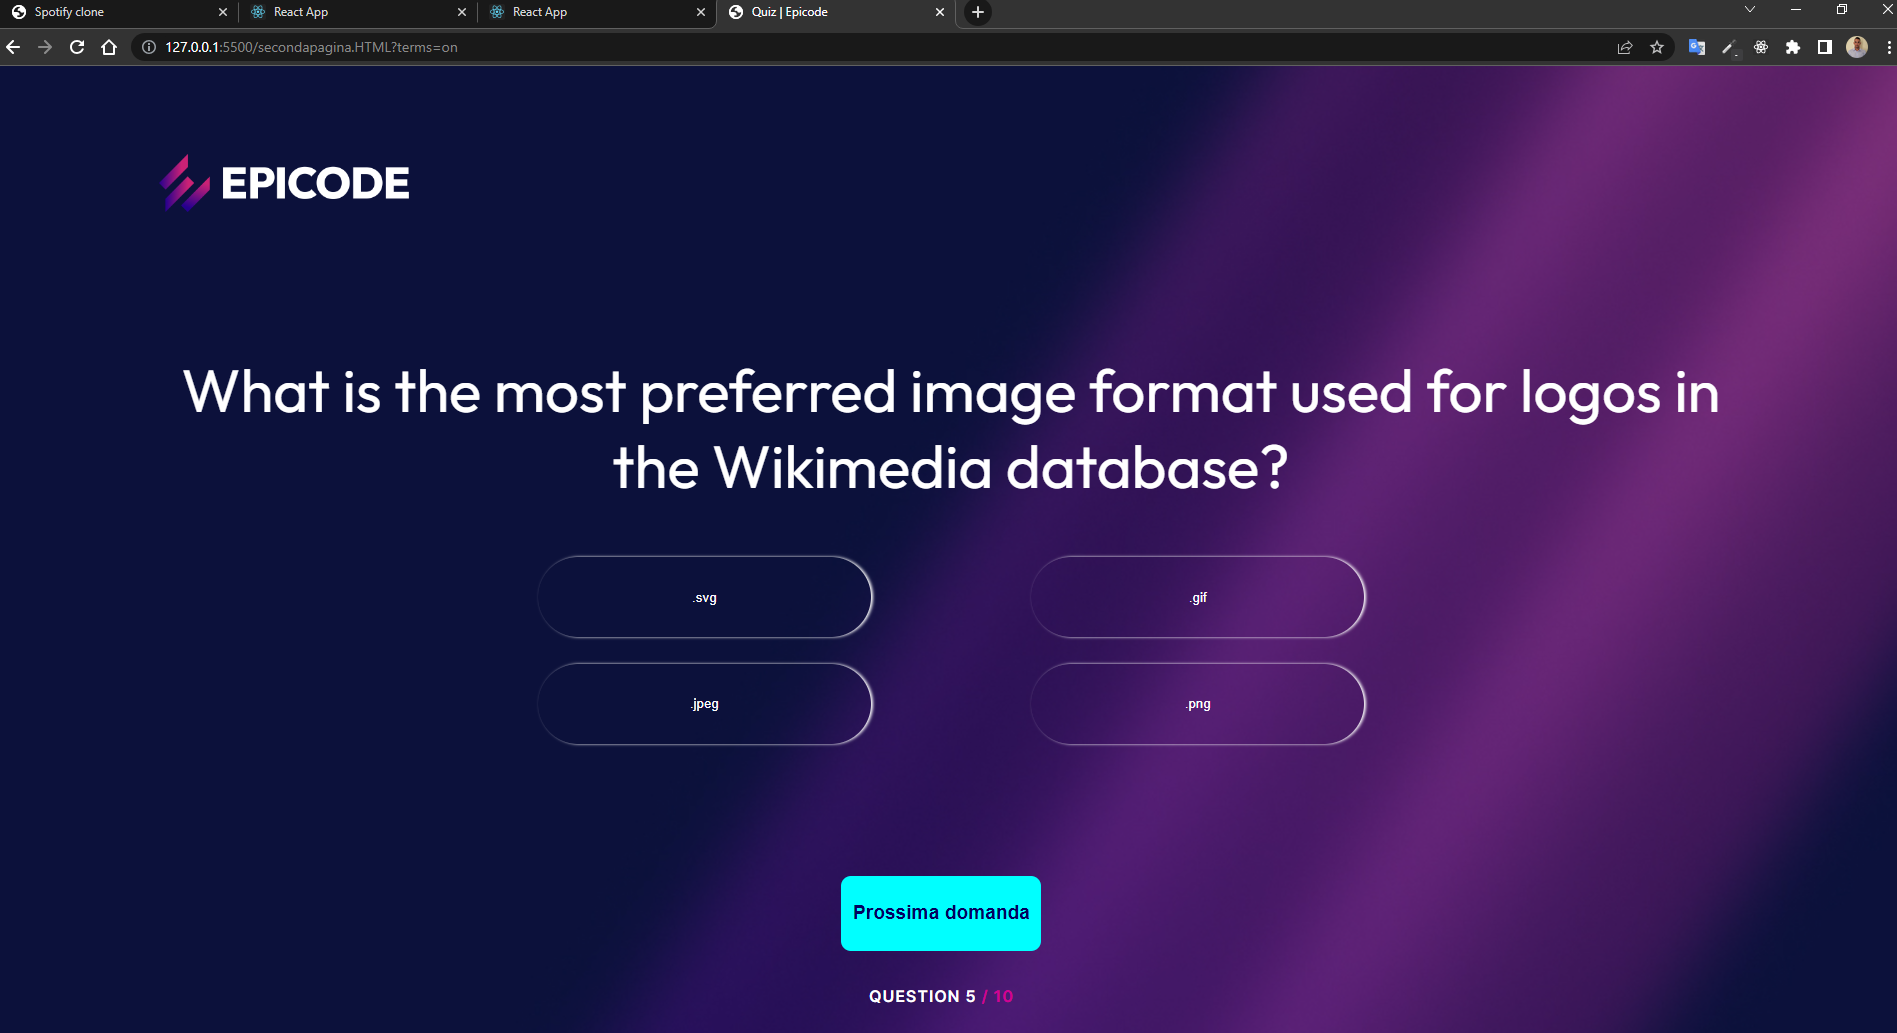 Spotify clone
React App
React App
Quiz | Epicode
127.0.0.1:5500/secondapagina.HTML?terms=on
EPICODE
What is the most preferred image format used for logos in
the Wikimedia database?
.svg
.gif
.jpeg
.png
Prossima domanda
QUESTION 5 / 10